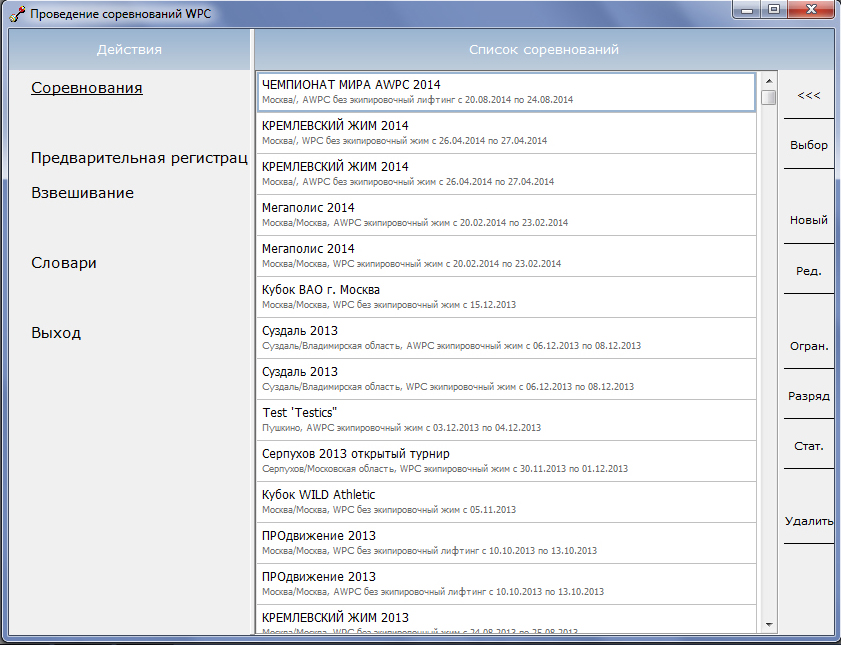 Проведение соревнований WPC
Действия
Соревнования
Предварительная регистрац
Взвешивание
Словари
Выход
Список соревнований
ЧЕМПИОНАТ МИРА AWPC 2014
Москва/, AWPC без экипировочный лифтинг с 20.08.2014 по 24.08.2014
КРЕМЛЕВСКИЙ ЖИМ 2014
Москва/, WPC без экипировочный жим с 26.04.2014 по 27.04.2014
КРЕМЛЕВСКИЙ ЖИМ 2014
Москва/, AWPC без экипировочный жим с 26.04.2014 по 27.04.2014
Мегаполис 2014
Москва/Москва, AWPC экипировочный жим с 20.02.2014 по 23.02.2014
Мегаполис 2014
Москва/Москва, WPC экипировочный жим с 20.02.2014 по 23.02.2014
Кубок ВАО г. Москва
Москва/Москва, WPC без экипировочный жим с 15.12.2013
Суздаль 2013
Суздаль/Владимирская область, AWPC экипировочный жим с 06.12.2013 по 08.12.2013
Суздаль 2013
Суздаль/Владимирская область, WPC экипировочный жим с 06.12.2013 по 08.12.2013
Test 'Testics"
Пушкино, AWPC экипировочный жим с 03.12.2013 по 04.12.2013
Серпухов 2013 открытый турнир
Серпухов/Московская область, WPC экипировочный жим с 30.11.2013 по 01.12.2013
Кубок WILD Athletic
Москва/Москва, WPC без экипировочный жим с 05.11.2013
ПРОдвижение 2013
Москва/Москва, WPC без экипировочный лифтинг с 10.10.2013 по 13.10.2013
ПРОдвижение 2013
Москва/Москва, AWPC без экипировочный лифтинг с 10.10.2013 по 13.10.2013
КРЕМЛЕВСКИЙ ЖИМ 2013
Москва/Москва, WPC без экипировочный жим с 24.08.2013 по 25.08.2013
<<<
Выбор
Новый
Ред.
Огран.
Разряд
Стат.
Удалить